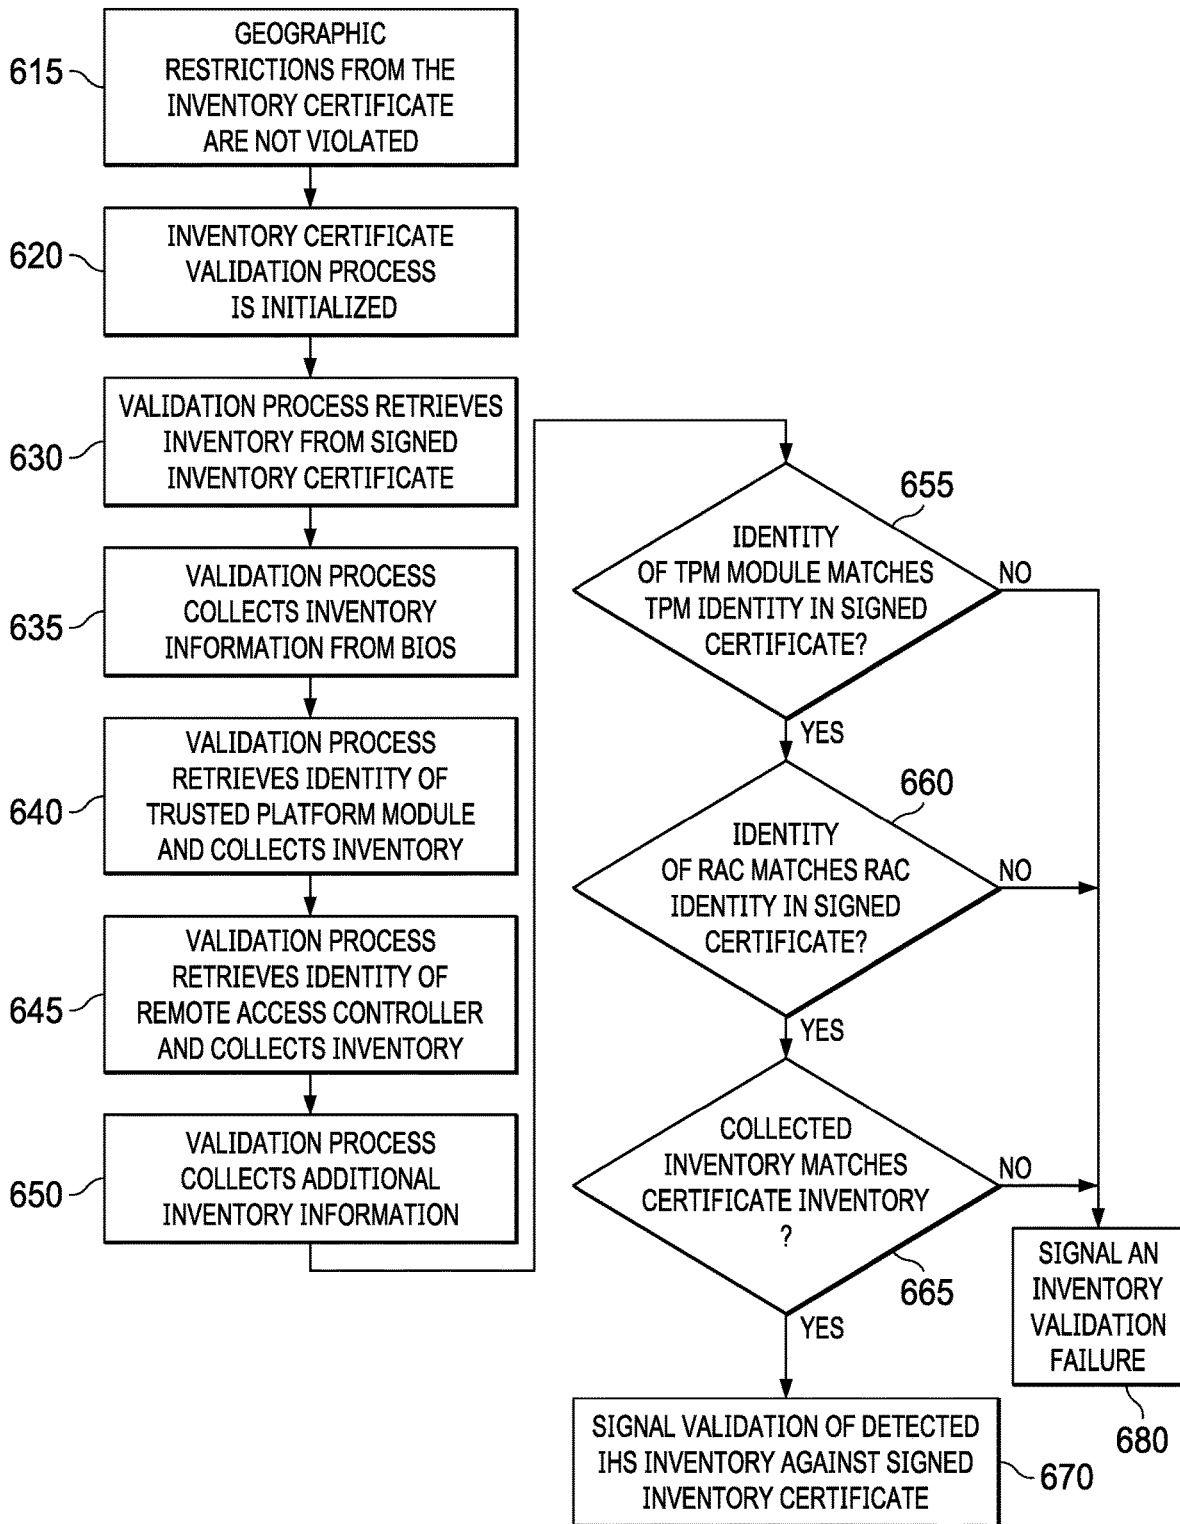 615
GEOGRAPHIC
RESTRICTIONS FROM THE
INVENTORY CERTIFICATE
ARE NOT VIOLATED
620
INVENTORY CERTIFICATE
VALIDATION PROCESS
IS INITIALIZED
630
VALIDATION PROCESS RETRIEVES
INVENTORY FROM SIGNED
INVENTORY CERTIFICATE
635
VALIDATION PROCESS
COLLECTS INVENTORY
INFORMATION FROM BIOS
640
VALIDATION PROCESS
RETRIEVES IDENTITY OF
TRUSTED PLATFORM MODULE
AND COLLECTS INVENTORY
645
VALIDATION PROCESS
RETRIEVES IDENTITY OF
REMOTE ACCESS CONTROLLER
AND COLLECTS INVENTORY
650
VALIDATION PROCESS
COLLECTS ADDITIONAL
INVENTORY INFORMATION
655
IDENTITY
OF TPM MODULE MATCHES
TPM IDENTITY IN SIGNED
CERTIFICATE?
NO
YES
660
IDENTITY
OF RAC MATCHES RAC
IDENTITY IN SIGNED
CERTIFICATE?
NO
YES
COLLECTED
INVENTORY MATCHES
CERTIFICATE INVENTORY
?
NO
665
YES
SIGNAL AN
INVENTORY
VALIDATION
FAILURE
680
SIGNAL VALIDATION OF DETECTED
IHS INVENTORY AGAINST SIGNED
INVENTORY CERTIFICATE
670